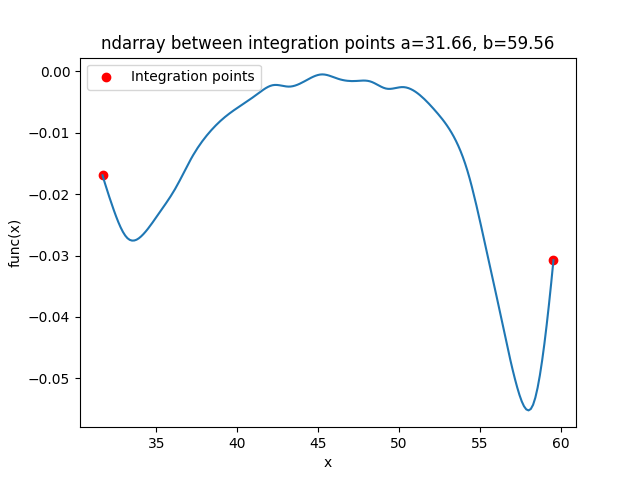 ndarray between integration points a=31.66, b=59.56
Integration points
0.00
−0.01
−0.02
−0.03
−0.04
−0.05
func(x)
35 40 45 50 55 60
x